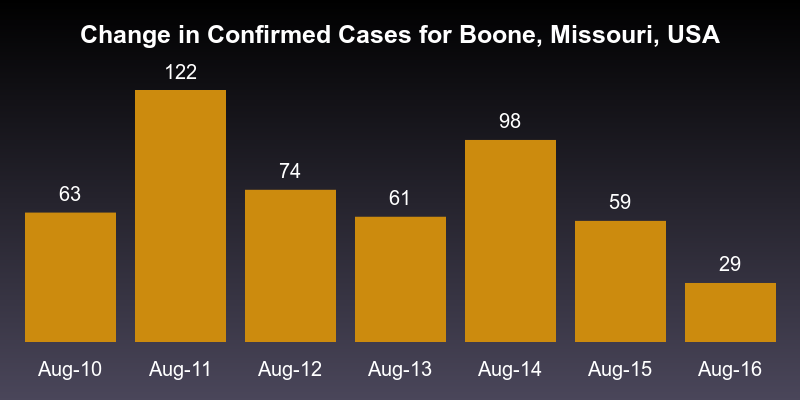 Change in Confirmed Cases for Boone, Missouri, USA
63
122
74
61
98
59
29
Aug-10
Aug-11
Aug-12
Aug-13
Aug-14
Aug-15
Aug-16